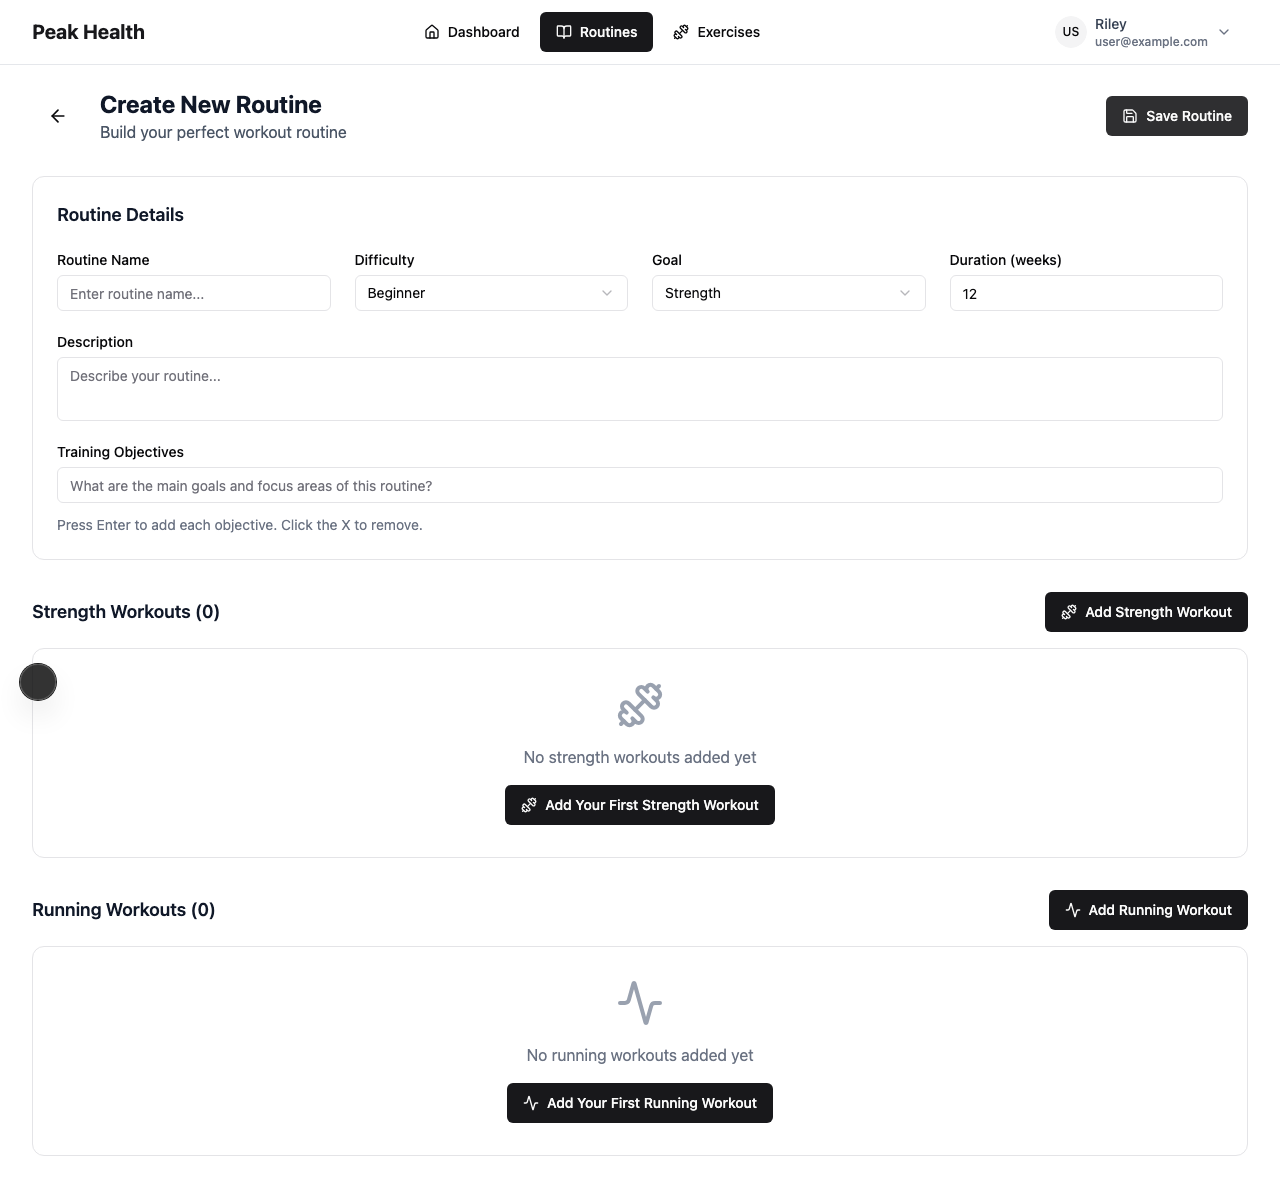 Peak Health
Dashboard
Routines
Exercises
US
Riley
user@example.com
Create New Routine
Build your perfect workout routine
Save Routine
Routine Details
Routine Name
Difficulty
Goal
Duration (weeks)
Enter routine name...
Beginner
Strength
12
Description
Describe your routine...
Training Objectives
What are the main goals and focus areas of this routine?
Press Enter to add each objective. Click the X to remove.
Strength Workouts (0)
Add Strength Workout
No strength workouts added yet
Add Your First Strength Workout
Running Workouts (0)
Add Running Workout
No running workouts added yet
Add Your First Running Workout